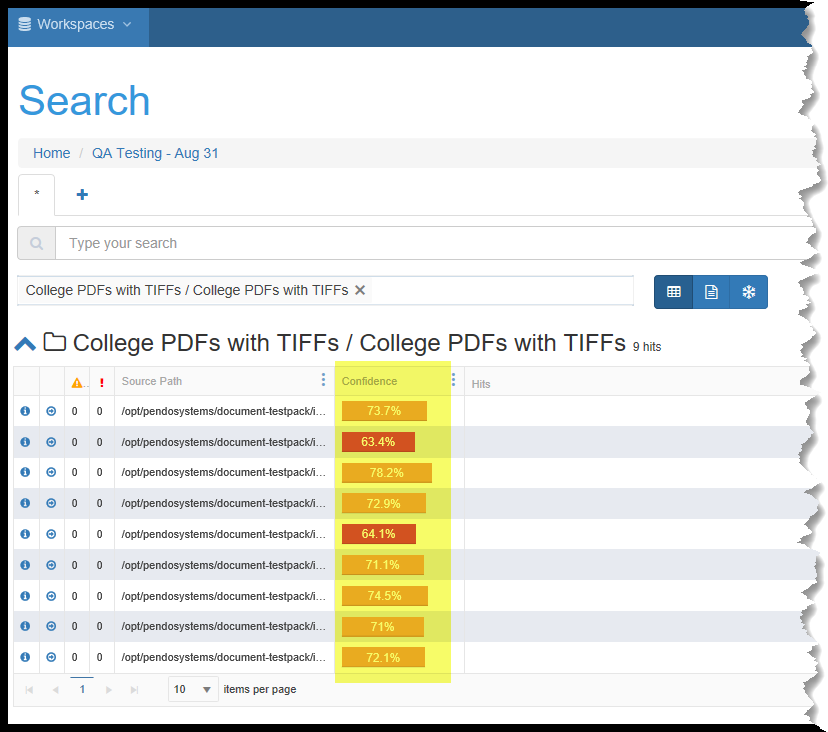 Workspaces
Search
Home / QA Testing - Aug 31
* +
Type your search
College PDFs with TIFFs / College PDFs with TIFFs ✕
College PDFs with TIFFs / College PDFs with TIFFs 9 hits
! Source Path Confidence Hits
0 0 /opt/pendosystems/document-testpack/i... 73.7%
0 0 /opt/pendosystems/document-testpack/i... 63.4%
0 0 /opt/pendosystems/document-testpack/i... 78.2%
0 0 /opt/pendosystems/document-testpack/i... 72.9%
0 0 /opt/pendosystems/document-testpack/i... 64.1%
0 0 /opt/pendosystems/document-testpack/i... 71.1%
0 0 /opt/pendosystems/document-testpack/i... 74.5%
0 0 /opt/pendosystems/document-testpack/i... 71%
0 0 /opt/pendosystems/document-testpack/i... 72.1%
1 10 items per page